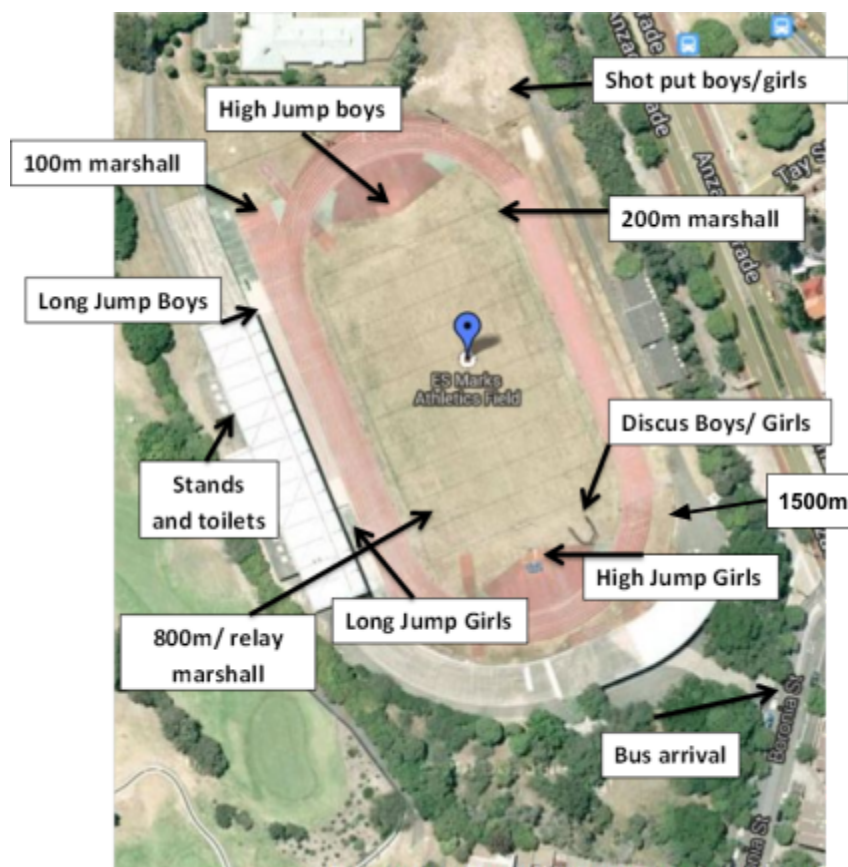 Shot put boys/girls
High Jump boys
100m marshall
Tay
200m marshall
Anzac
rade
Long Jump Boys
ES Marks
Athletics Field
Discus Boys/ Girls
Stands
and toilets
1500m
High Jump Girls
Long Jump Girls
800m/ relay
marshall
Boronia St
Bus arrival